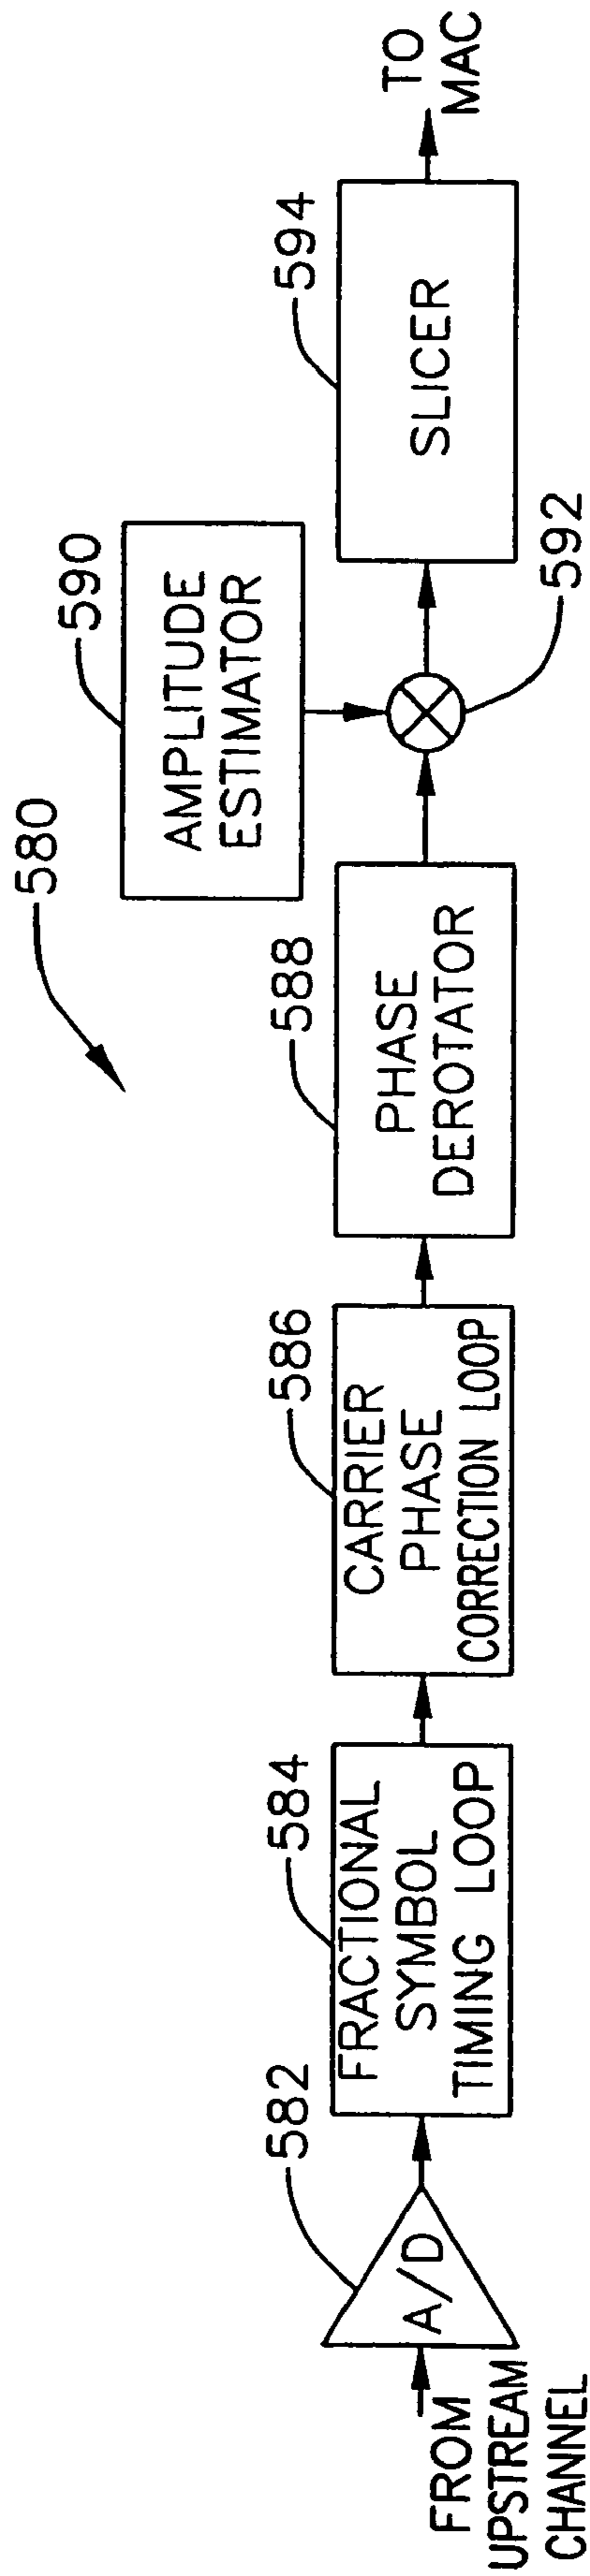 580
FROM
UPSTREAM
CHANNEL
582
A/D
584
FRACTIONAL
SYMBOL
TIMING LOOP
586
CARRIER
PHASE
CORRECTION LOOP
588
PHASE
DEROTATOR
590
AMPLITUDE
ESTIMATOR
592
594
SLICER
TO
MAC